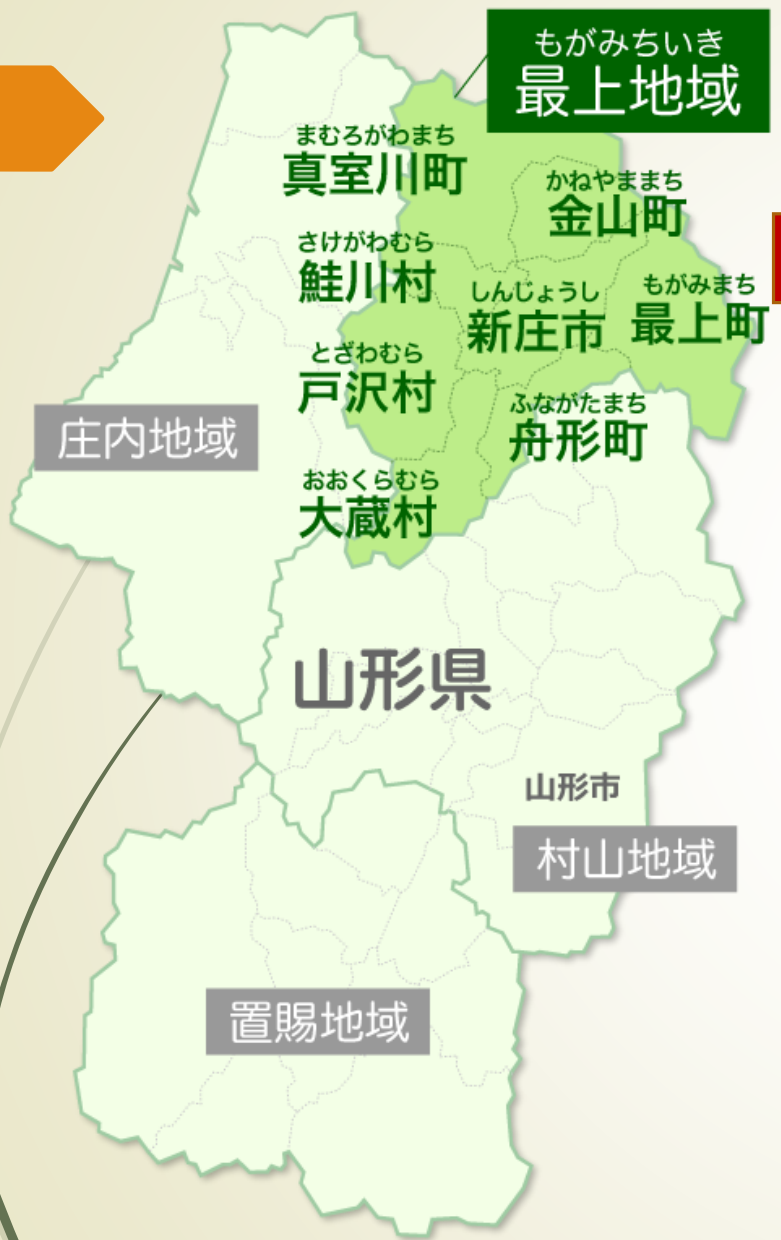 もがみちいき
最上地域
まむろがわまち
真室川町
かねやままち
金山町
さけがわむら
鮭川村
しんじょうし
新庄市
もがみまち
最上町
とざわむら
戸沢村
ふながたまち
舟形町
庄内地域
おおくらむら
大蔵村
山形県
山形市
村山地域
置賜地域